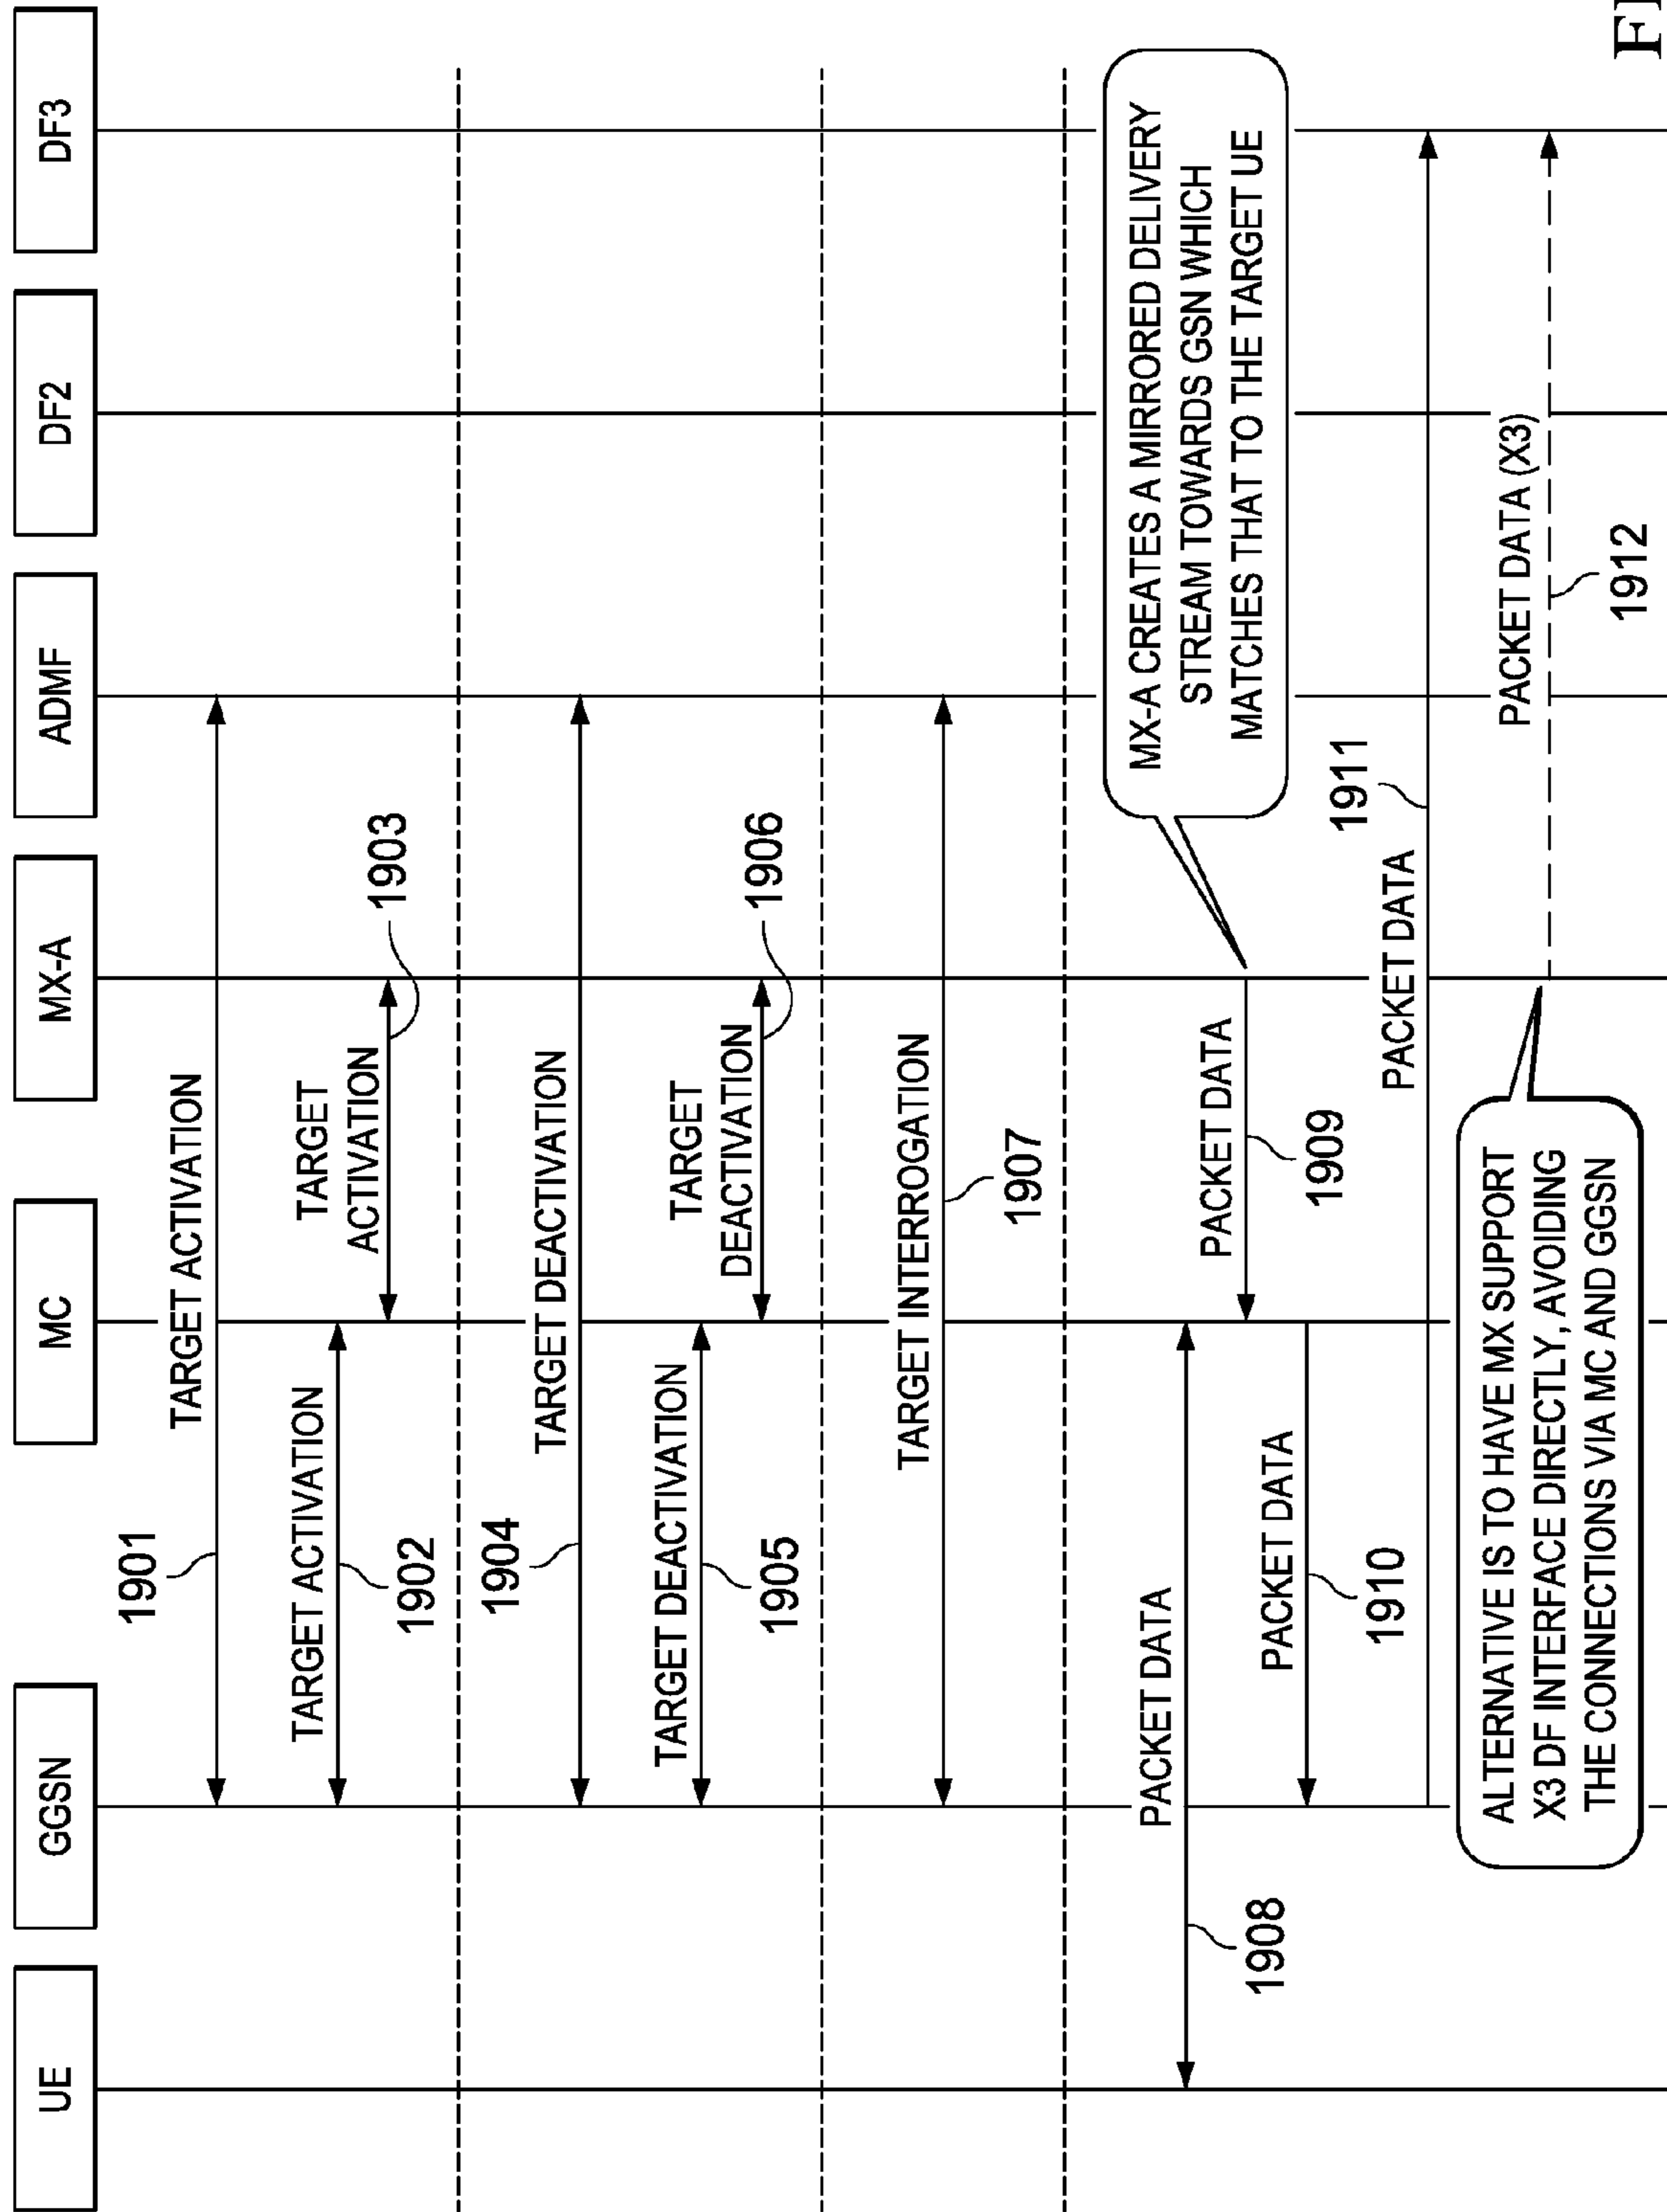 UE
GGSN
MC
MX-A
ADMF
DF2
DF3
1901
TARGET ACTIVATION
TARGET ACTIVATION
1902
TARGET
ACTIVATION
1903
1904
TARGET DEACTIVATION
TARGET DEACTIVATION
1905
TARGET
DEACTIVATION
1906
TARGET INTERROGATION
1907
PACKET DATA
1908
PACKET DATA
1909
MX-A CREATES A MIRRORED DELIVERY
STREAM TOWARDS GSN WHICH
MATCHES THAT TO THE TARGET UE
PACKET DATA
1910
PACKET DATA
1911
ALTERNATIVE IS TO HAVE MX SUPPORT
X3 DF INTERFACE DIRECTLY, AVOIDING
THE CONNECTIONS VIA MC AND GGSN
PACKET DATA (X3)
1912